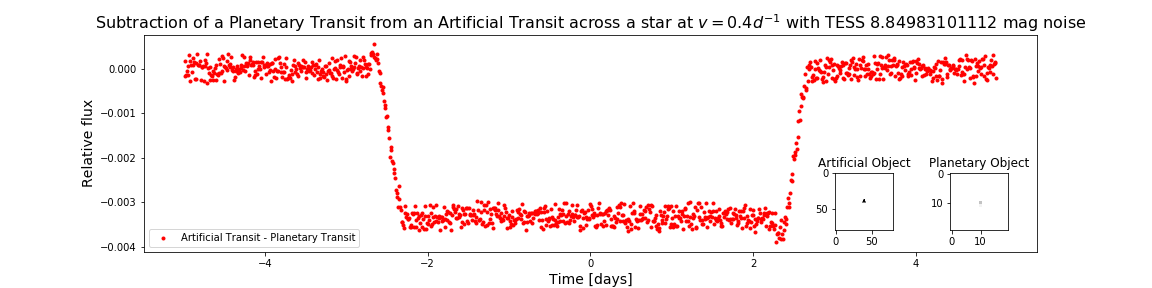 Subtraction of a Planetary Transit from an Artificial Transit across a star at v = 0.4d⁻¹ with TESS 8.84983101112 mag noise
0.000
−0.001
−0.002
−0.003
−0.004
Relative flux
Artificial Transit - Planetary Transit
Artificial Object
0
50
0 50
Planetary Object
0
10
0 10
−4 −2 0 2 4
Time [days]